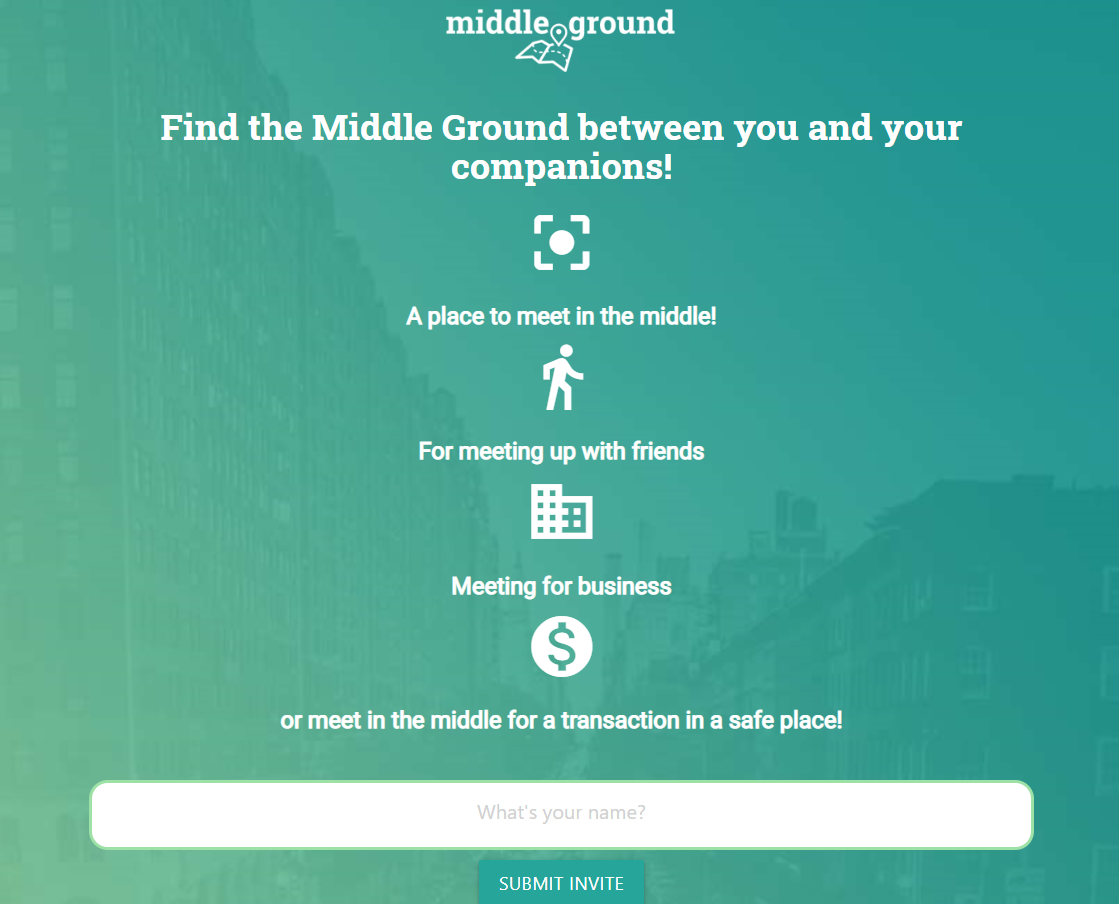 middle ground
Find the Middle Ground between you and your
companions!
A place to meet in the middle!
For meeting up with friends
Meeting for business
$
or meet in the middle for a transaction in a safe place!
What's your name?
SUBMIT INVITE